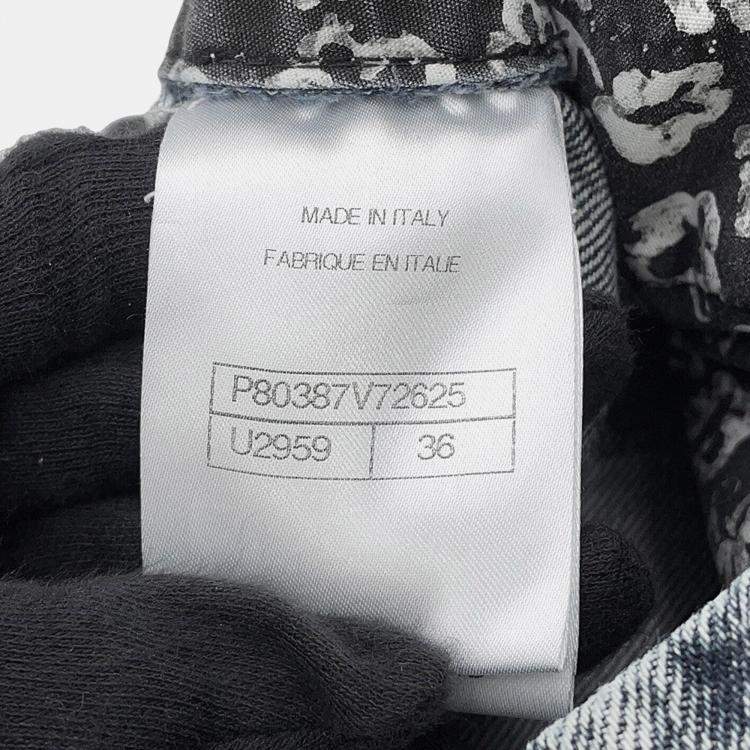 MADE IN ITALY
FABRIQUE EN ITALIE
P80387V72625
U2959 36